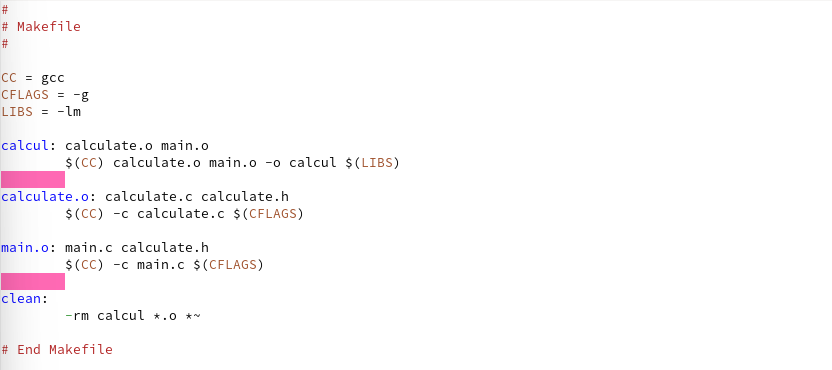 #
# Makefile
#
CC = gcc
CFLAGS = -g
LIBS = -lm
calcul: calculate.o main.o
$(CC) calculate.o main.o -o calcul $(LIBS)
calculate.o: calculate.c calculate.h
$(CC) -c calculate.c $(CFLAGS)
main.o: main.c calculate.h
$(CC) -c main.c $(CFLAGS)
clean:
-rm calcul *.o *~
# End Makefile